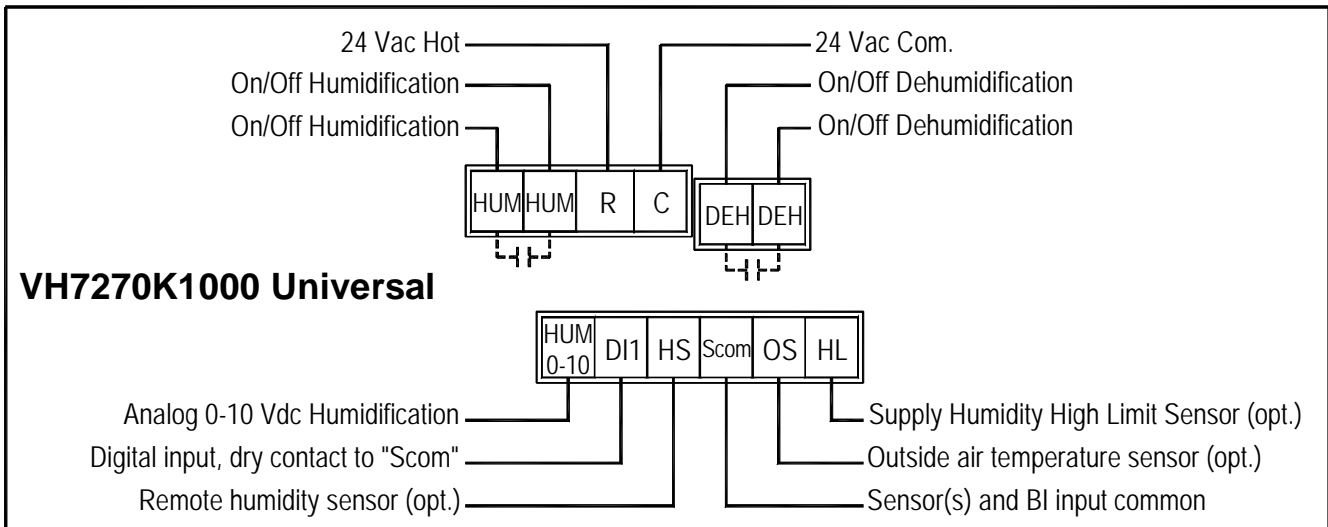 24 Vac Hot
24 Vac Com.
On/Off Humidification
On/Off Dehumidification
On/Off Humidification
On/Off Dehumidification
HUM HUM R C
DEH DEH
VH7270K1000 Universal
HUM 0-10 DI1 HS Scom OS HL
Analog 0-10 Vdc Humidification
Supply Humidity High Limit Sensor (opt.)
Digital input, dry contact to "Scom"
Outside air temperature sensor (opt.)
Remote humidity sensor (opt.)
Sensor(s) and BI input common